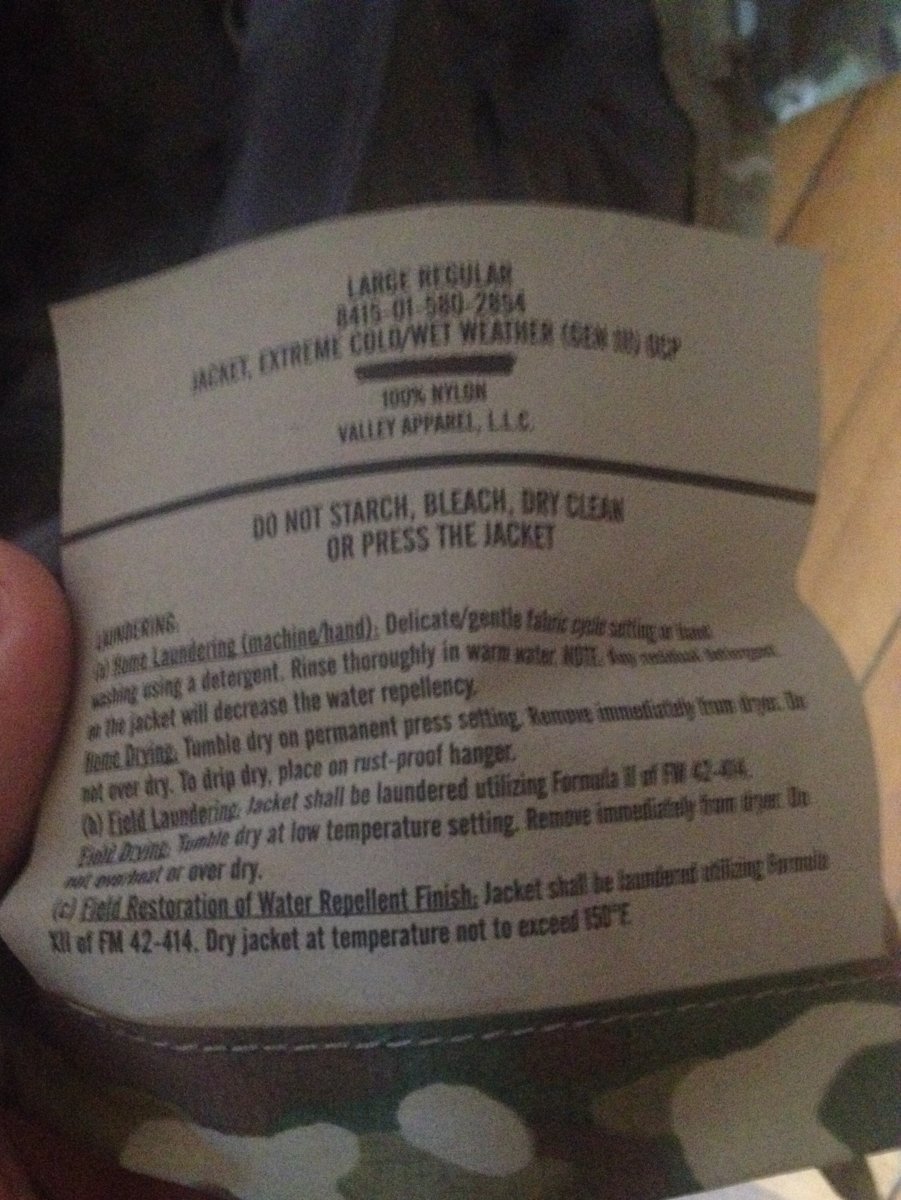 LARGE REGULAR
8415-01-580-2894
JACKET, EXTREME COLD/WET WEATHER (GEN III) OCP
100% NYLON
VALLEY APPAREL, L.L.C.
DO NOT STARCH, BLEACH, DRY CLEAN
OR PRESS THE JACKET
LAUNDERING.
(a) Home Laundering (machine/hand): Delicate/gentle fabric cycle setting or hand
washing using a detergent. Rinse thoroughly in warm water. NOTE: Any residual detergent
in the jacket will decrease the water repellency.
Home Drying: Tumble dry on permanent press setting. Remove immediately from dryer. Do
not over dry. To drip dry, place on rust-proof hanger.
(b) Field Laundering: Jacket shall be laundered utilizing Formula II of FM 42-414.
Field Drying: Tumble dry at low temperature setting. Remove immediately from dryer. Do
not overheat or over dry.
(c) Field Restoration of Water Repellent Finish: Jacket shall be laundered utilizing Formula
XII of FM 42-414. Dry jacket at temperature not to exceed 150°F.